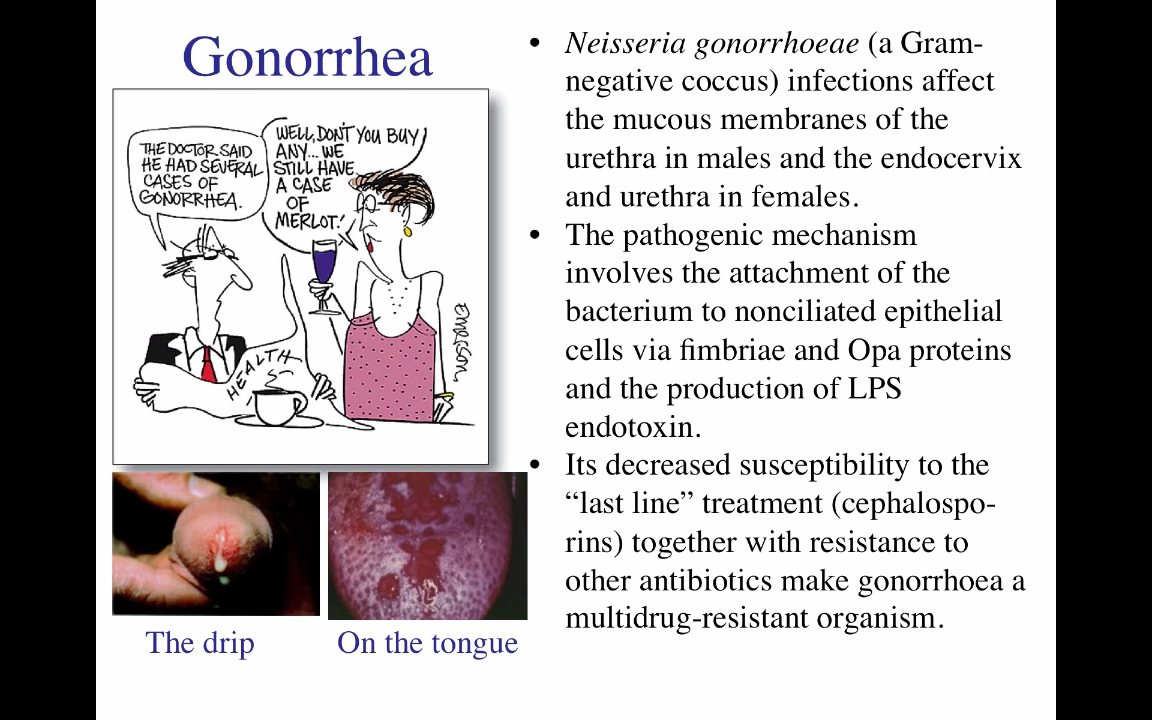 Gonorrhea
THE DOCTOR SAID
HE HAD SEVERAL
CASES OF
GONORRHEA.
WELL, DON'T YOU BUY
ANY... WE
STILL HAVE
A CASE
OF
MERLOT!
HEALTH
EMERSON
The drip
On the tongue
• Neisseria gonorrhoeae (a Gram-
negative coccus) infections affect
the mucous membranes of the
urethra in males and the endocervix
and urethra in females.
• The pathogenic mechanism
involves the attachment of the
bacterium to nonciliated epithelial
cells via fimbriae and Opa proteins
and the production of LPS
endotoxin.
• Its decreased susceptibility to the
“last line” treatment (cephalospo-
rins) together with resistance to
other antibiotics make gonorrhoea a
multidrug-resistant organism.